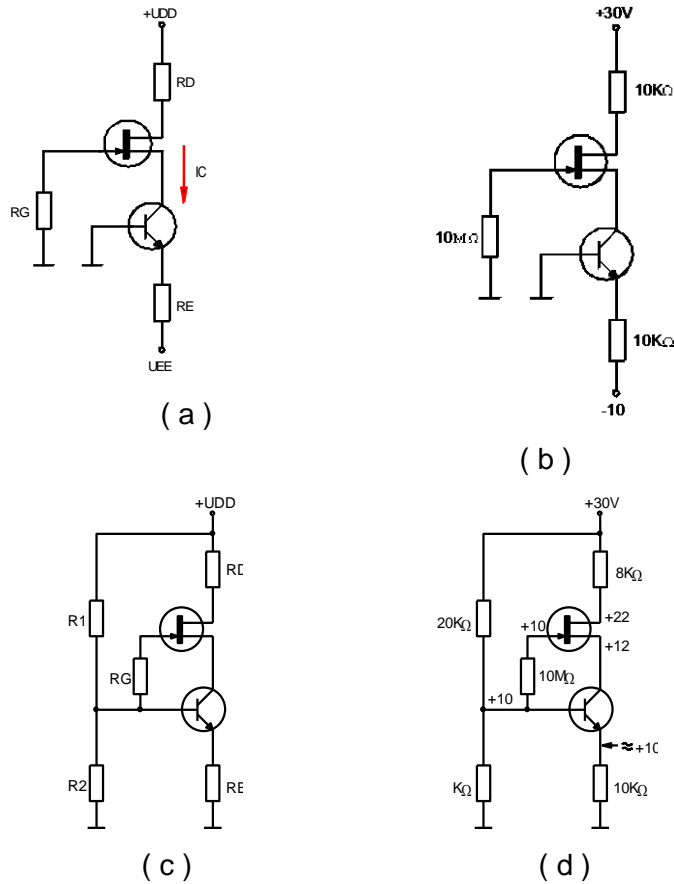 +UDD
RD
IC
RG
RE
UEE
( a )
+30V
10KΩ
10MΩ
10KΩ
-10
( b )
+UDD
RD
R1
RG
R2
RE
( c )
+30V
8KΩ
20KΩ
+10
+22
+12
10MΩ
+10
≈+10
KΩ
10KΩ
( d )